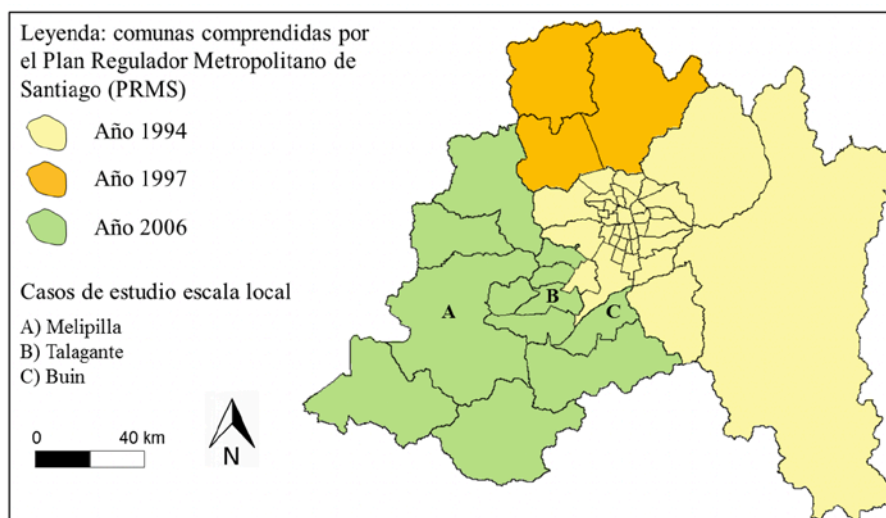 Leyenda: comunas comprendidas por
el Plan Regulador Metropolitano de
Santiago (PRMS)
Año 1994
Año 1997
Año 2006
Casos de estudio escala local
A) Melipilla
B) Talagante
C) Buin
0 40 km
N
A
B
C